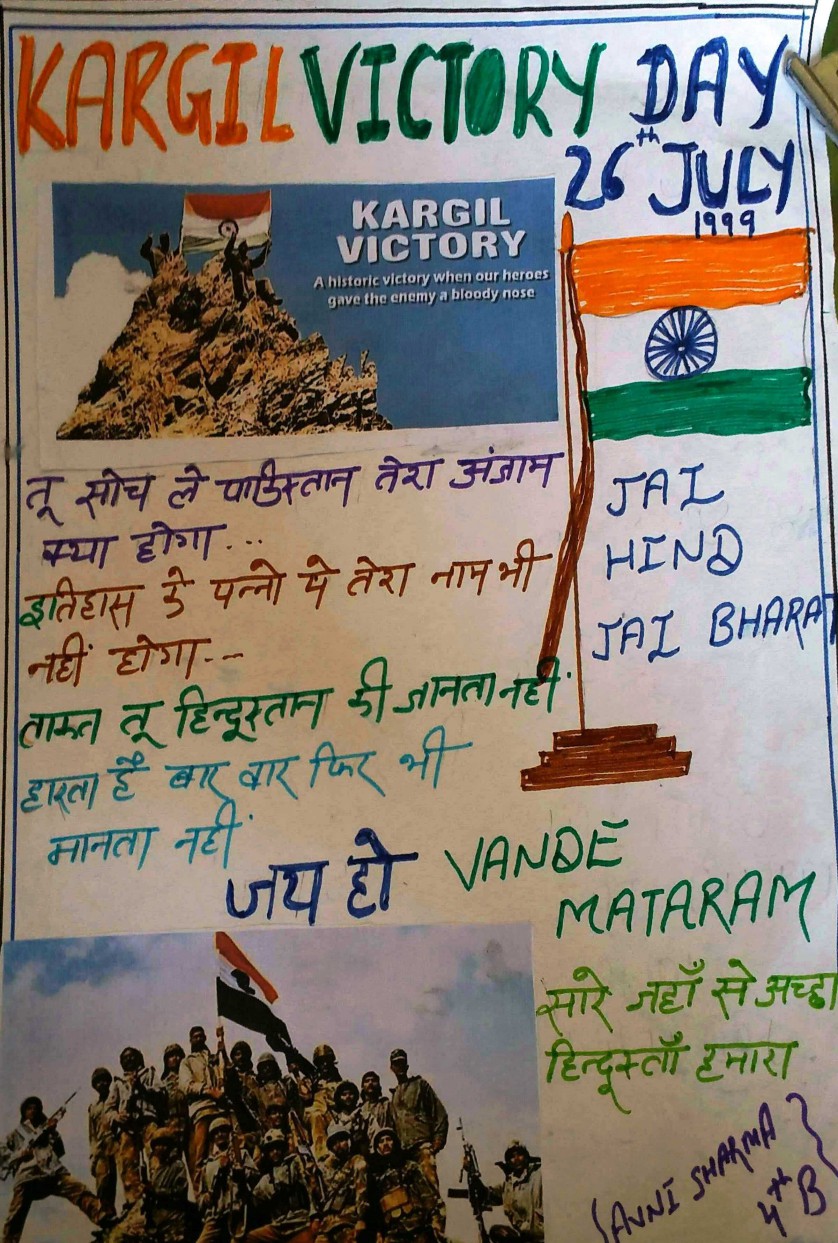 KARGIL VICTORY DAY
26th JULY
1999
KARGIL
VICTORY
A historic victory when our heroes
gave the enemy a bloody nose
तू सोच ले पाकिस्तान तेरा अंजाम
क्या होगा...
इतिहास के पन्नो पे तेरा नाम भी
नहीं होगा...
ताकत तू हिन्दूस्तान की जानता नहीं
हारता हैं बार बार फिर भी
मानता नहीं
जय हो
JAI
HIND
JAI BHARAT
VANDE
MATARAM
सारे जहाँ से अच्छा
हिन्दूस्ताँ हमारा
AVNI SHARMA
4th B